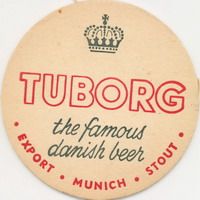 TUBORG
the famous
danish beer
• EXPORT • MUNICH • STOUT •